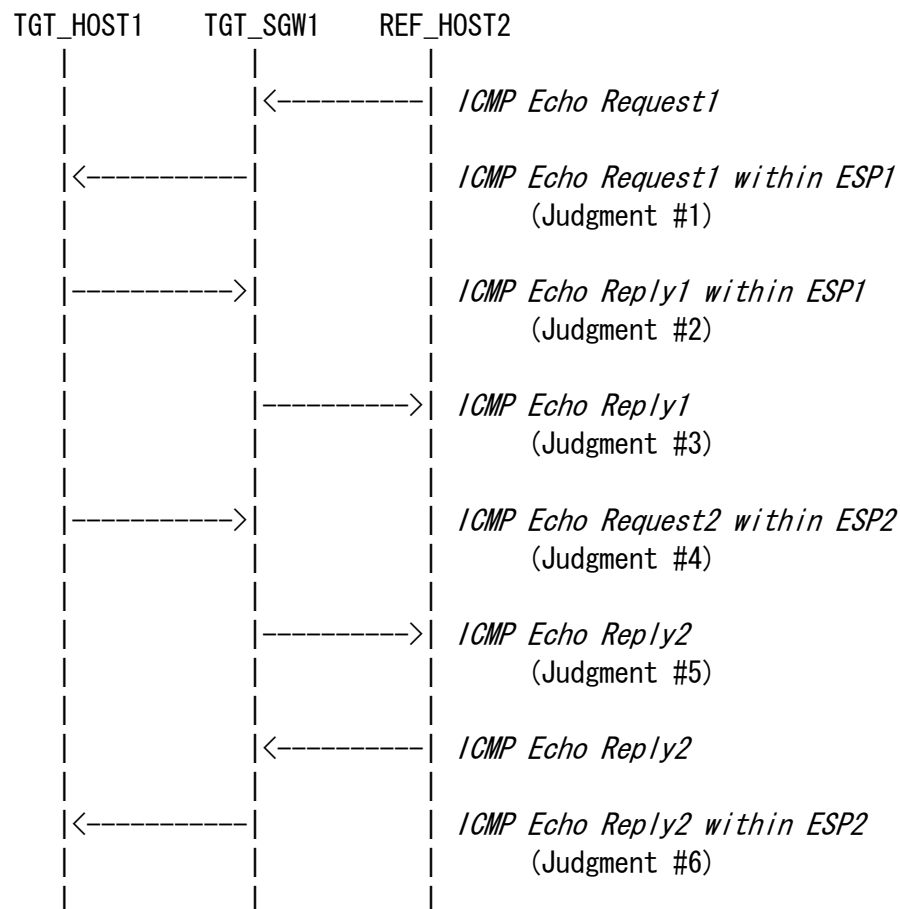 TGT_HOST1 TGT_SGW1 REF_HOST2
| | |
| |<----------| ICMP Echo Request1
| | |
|<-----------| | ICMP Echo Request1 within ESP1
| | | (Judgment #1)
| | |
|----------->| | ICMP Echo Reply1 within ESP1
| | | (Judgment #2)
| | |
| |---------->| ICMP Echo Reply1
| | | (Judgment #3)
| | |
|----------->| | ICMP Echo Request2 within ESP2
| | | (Judgment #4)
| | |
| |---------->| ICMP Echo Reply2
| | | (Judgment #5)
| | |
| |<----------| ICMP Echo Reply2
| | |
|<-----------| | ICMP Echo Reply2 within ESP2
| | | (Judgment #6)
| | |